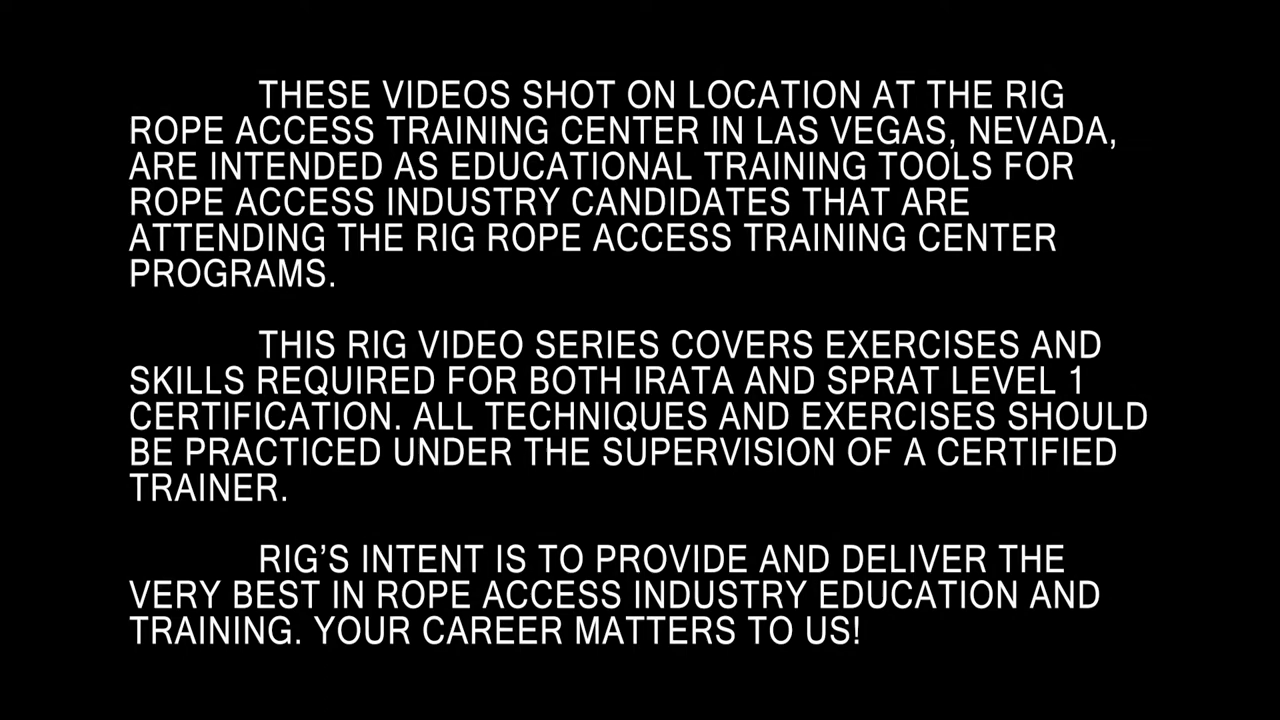 THESE VIDEOS SHOT ON LOCATION AT THE RIG
ROPE ACCESS TRAINING CENTER IN LAS VEGAS, NEVADA,
ARE INTENDED AS EDUCATIONAL TRAINING TOOLS FOR
ROPE ACCESS INDUSTRY CANDIDATES THAT ARE
ATTENDING THE RIG ROPE ACCESS TRAINING CENTER
PROGRAMS.
THIS RIG VIDEO SERIES COVERS EXERCISES AND
SKILLS REQUIRED FOR BOTH IRATA AND SPRAT LEVEL 1
CERTIFICATION. ALL TECHNIQUES AND EXERCISES SHOULD
BE PRACTICED UNDER THE SUPERVISION OF A CERTIFIED
TRAINER.
RIG’S INTENT IS TO PROVIDE AND DELIVER THE
VERY BEST IN ROPE ACCESS INDUSTRY EDUCATION AND
TRAINING. YOUR CAREER MATTERS TO US!